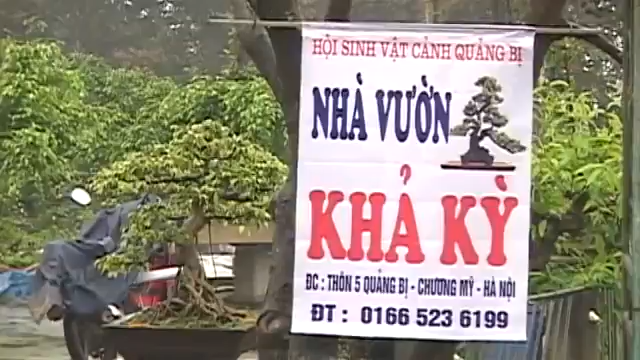 HỘI SINH VẬT CẢNH QUẢNG BỊ
NHÀ VƯỜN
KHẢ KỲ
ĐC : THÔN 5 QUẢNG BỊ - CHƯƠNG MỸ - HÀ NỘI
ĐT : 0166 523 6199